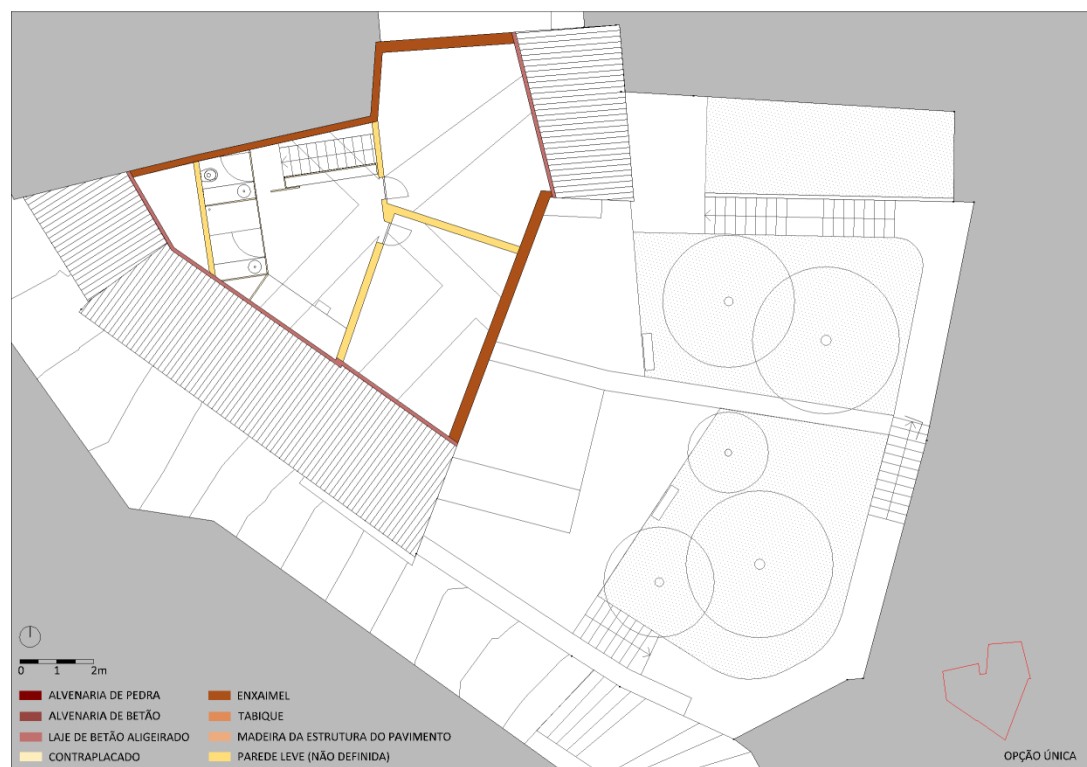 0 1 2m
ALVENARIA DE PEDRA
ENXAIMEL
ALVENARIA DE BETÃO
TABIQUE
LAJE DE BETÃO ALIGEIRADO
MADEIRA DA ESTRUTURA DO PAVIMENTO
CONTRAPLACADO
PAREDE LEVE (NÃO DEFINIDA)
OPÇÃO ÚNICA